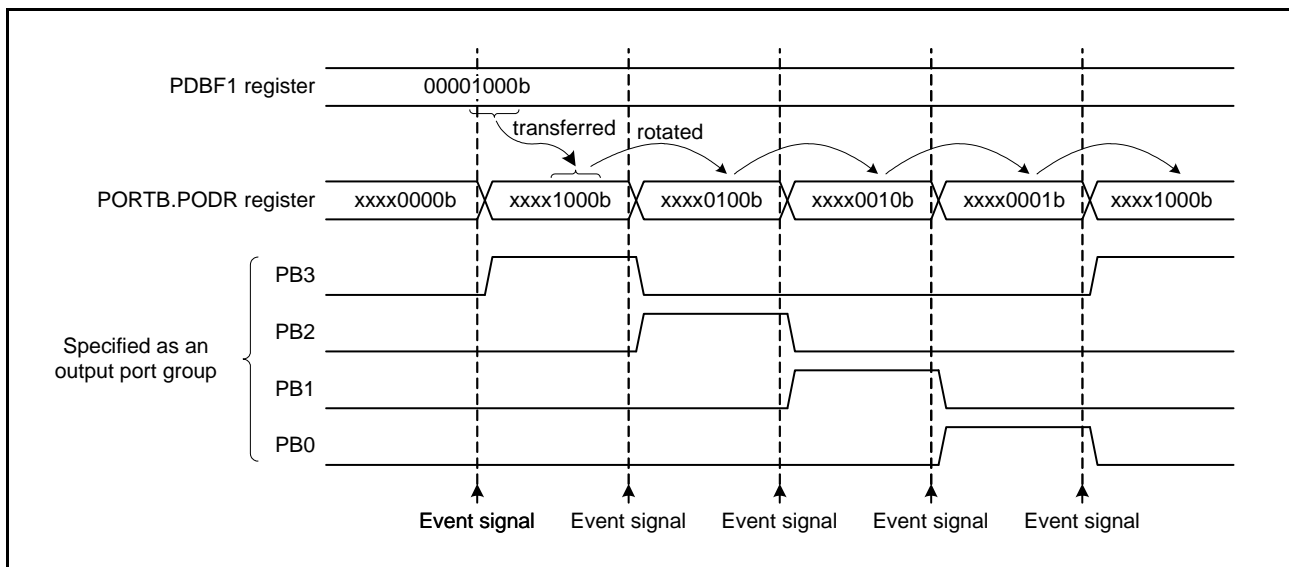 PDBF1 register
00001000b
transferred
rotated
PORTB.PODR register
xxxx0000b
xxxx1000b
xxxx0100b
xxxx0010b
xxxx0001b
xxxx1000b
PB3
PB2
Specified as an
output port group
PB1
PB0
Event signal
Event signal
Event signal
Event signal
Event signal